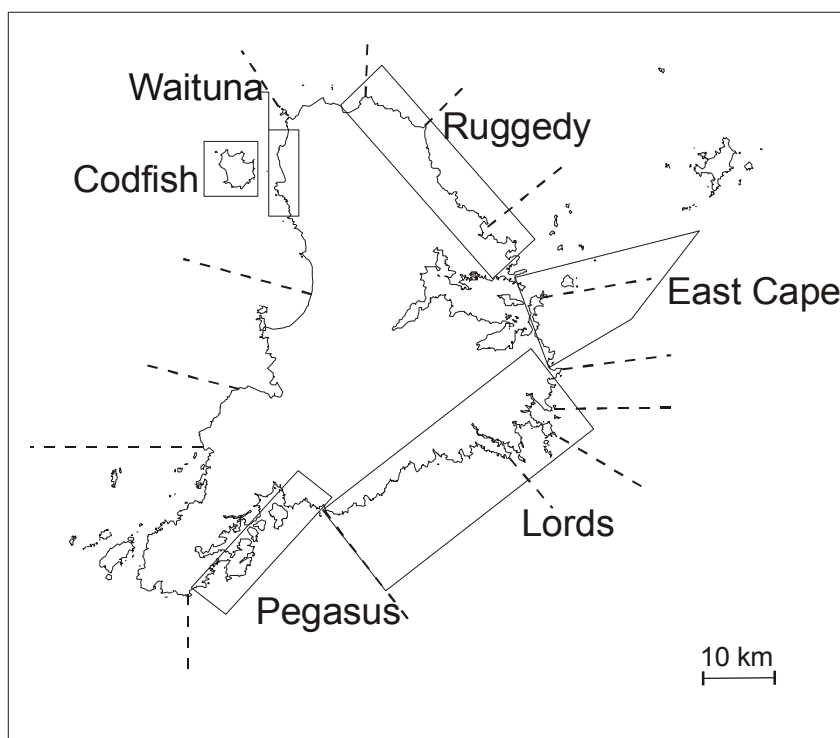 Waituna
Ruggedy
Codfish
East Cape
Lords
Pegasus
10 km